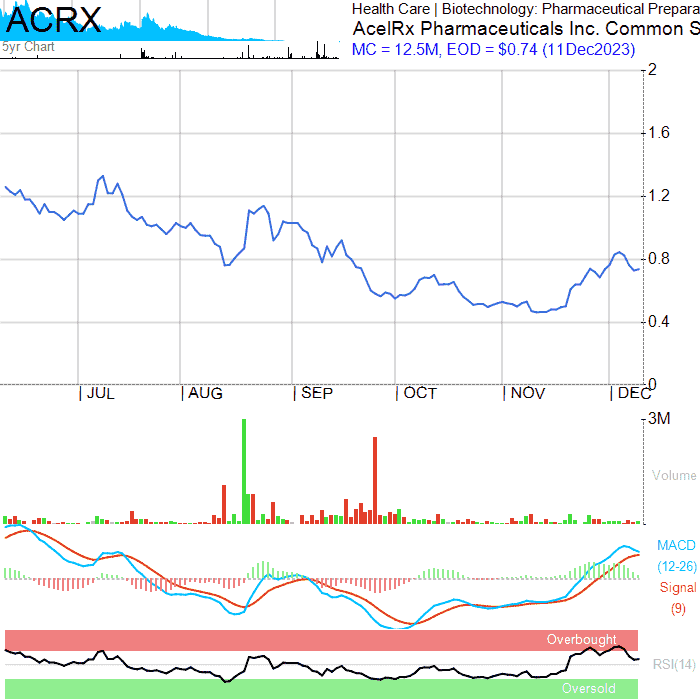 ACRX
5yr Chart
Health Care | Biotechnology: Pharmaceutical Prepara
AcelRx Pharmaceuticals Inc. Common S
MC = 12.5M, EOD = $0.74 (11Dec2023)
2
1.6
1.2
0.8
0.4
0
| JUL | AUG | SEP | OCT | NOV | DEC
3M
Volume
MACD
(12-26)
Signal
(9)
Overbought
RSI(14)
Oversold